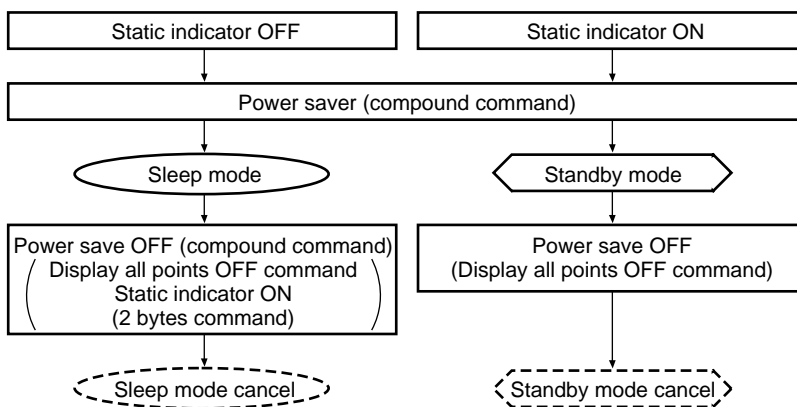 Static indicator OFF
Static indicator ON
Power saver (compound command)
Sleep mode
Standby mode
Power save OFF (compound command)
Display all points OFF command
Static indicator ON
(2 bytes command)
Power save OFF
(Display all points OFF command)
Sleep mode cancel
Standby mode cancel